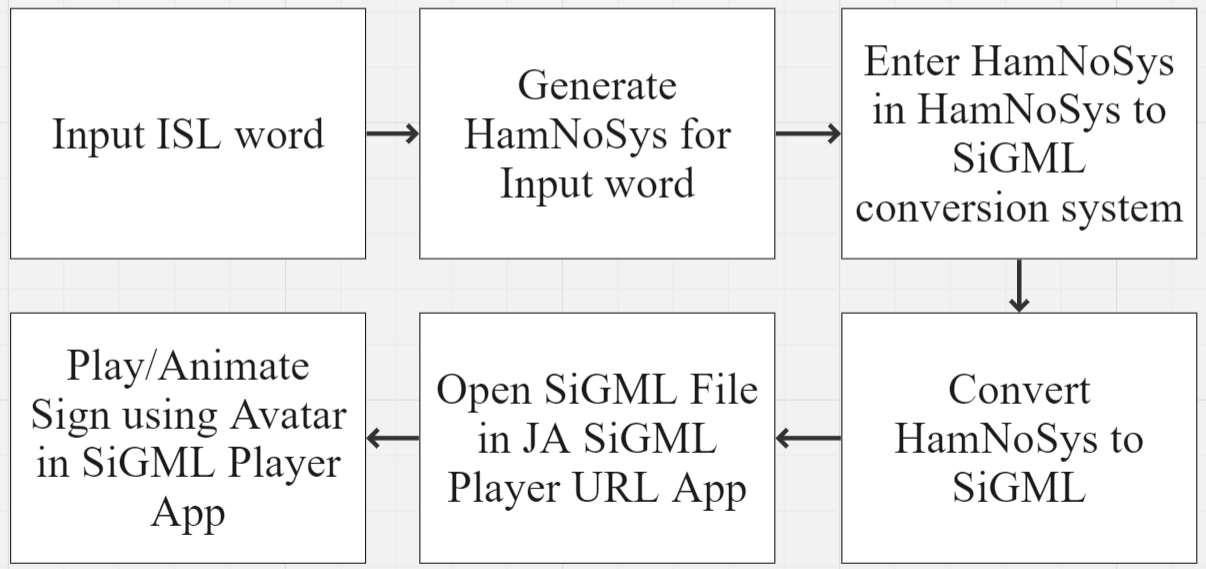 Input ISL word
Generate
HamNoSys for
Input word
Enter HamNoSys
in HamNoSys to
SiGML
conversion system
Convert
HamNoSys to
SiGML
Open SiGML File
in JA SiGML
Player URL App
Play/Animate
Sign using Avatar
in SiGML Player
App